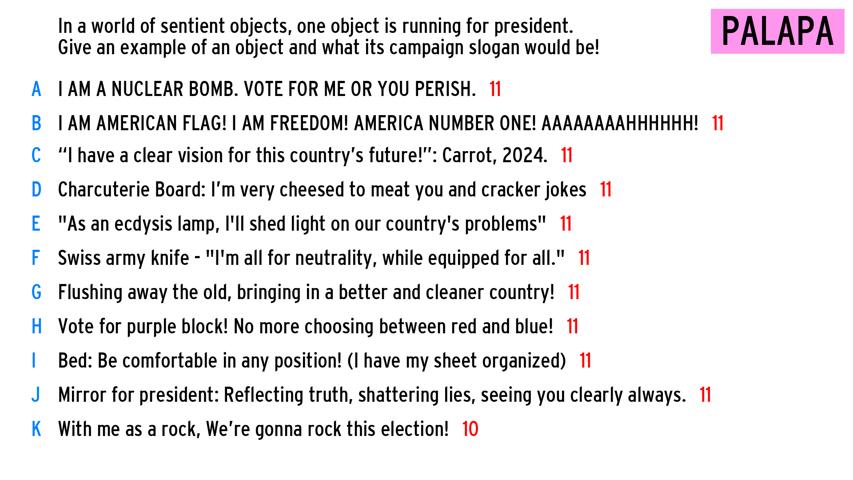 In a world of sentient objects, one object is running for president.
Give an example of an object and what its campaign slogan would be!
PALAPA
A I AM A NUCLEAR BOMB. VOTE FOR ME OR YOU PERISH. 11
B I AM AMERICAN FLAG! I AM FREEDOM! AMERICA NUMBER ONE! AAAAAAAAHHHHHH! 11
C “I have a clear vision for this country’s future!”: Carrot, 2024. 11
D Charcuterie Board: I’m very cheesed to meat you and cracker jokes 11
E "As an ecdysis lamp, I'll shed light on our country's problems" 11
F Swiss army knife - "I'm all for neutrality, while equipped for all." 11
G Flushing away the old, bringing in a better and cleaner country! 11
H Vote for purple block! No more choosing between red and blue! 11
I Bed: Be comfortable in any position! (I have my sheet organized) 11
J Mirror for president: Reflecting truth, shattering lies, seeing you clearly always. 11
K With me as a rock, We’re gonna rock this election! 10